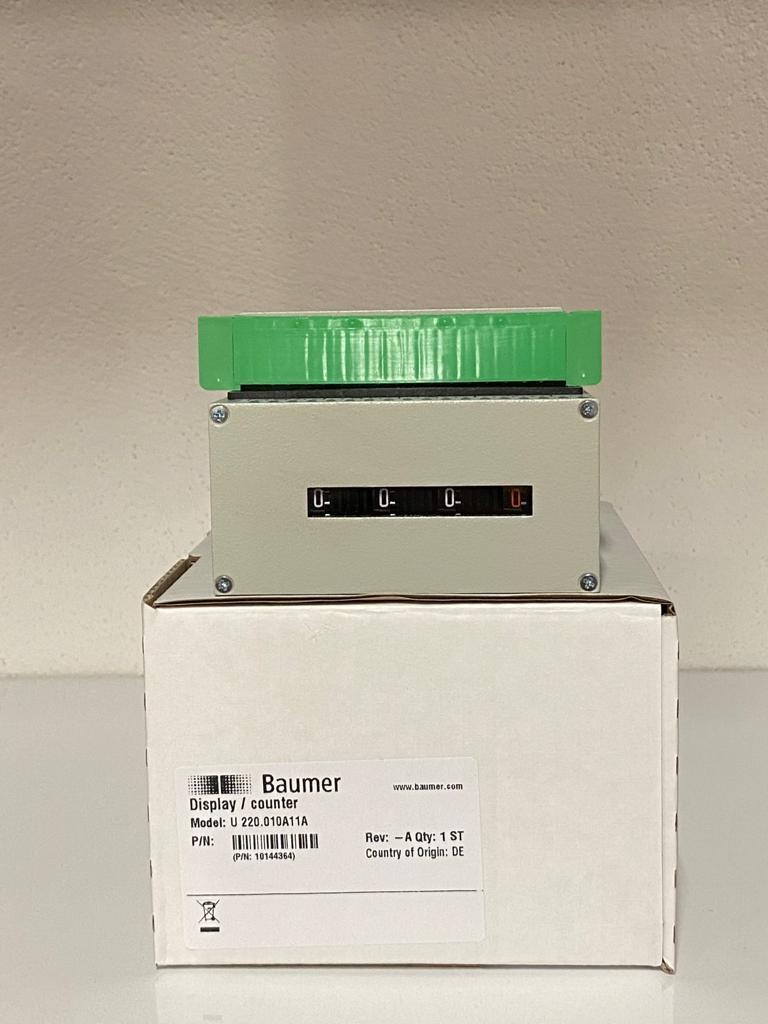 0- 0- 0- 0-
Baumer www.baumer.com
Display / counter
Model: U 220.010A11A
P/N: Rev: –A Qty: 1 ST
(P/N: 10144364) Country of Origin: DE